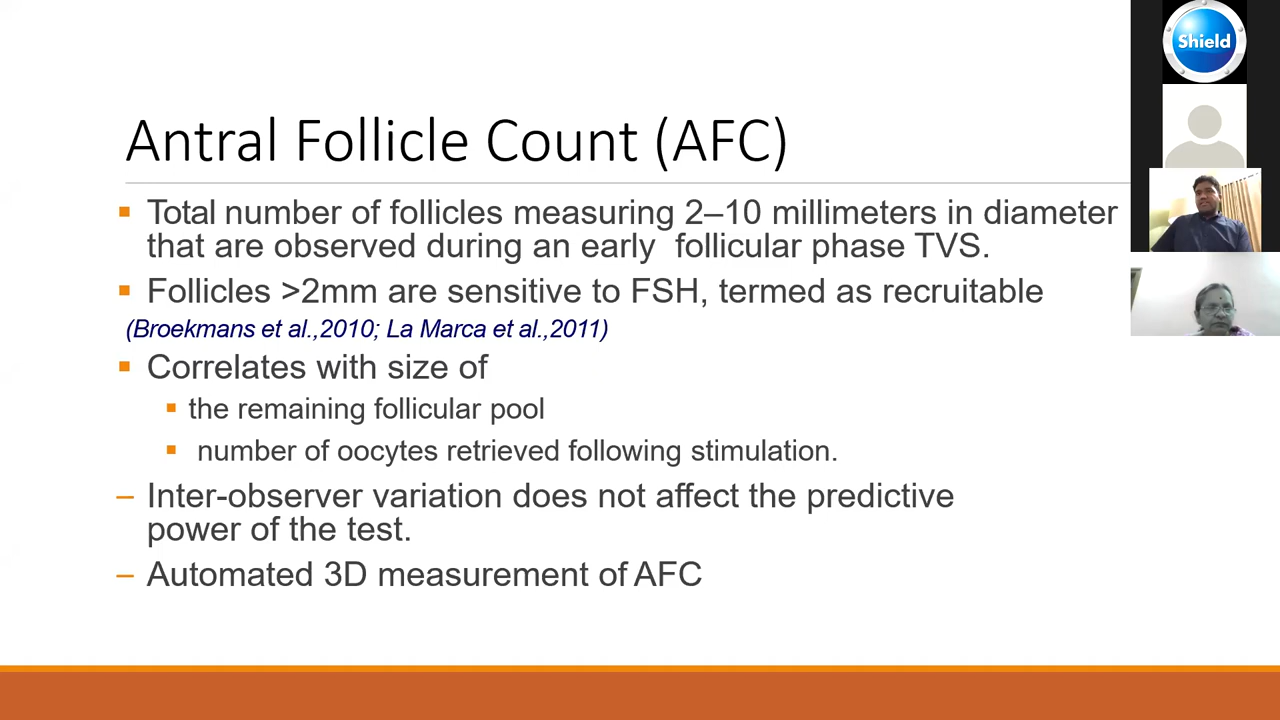 Antral Follicle Count (AFC)
▪ Total number of follicles measuring 2–10 millimeters in diameter
that are observed during an early follicular phase TVS.
▪ Follicles >2mm are sensitive to FSH, termed as recruitable
(Broekmans et al.,2010; La Marca et al.,2011)
▪ Correlates with size of
▪ the remaining follicular pool
▪ number of oocytes retrieved following stimulation.
– Inter-observer variation does not affect the predictive
power of the test.
– Automated 3D measurement of AFC
Shield